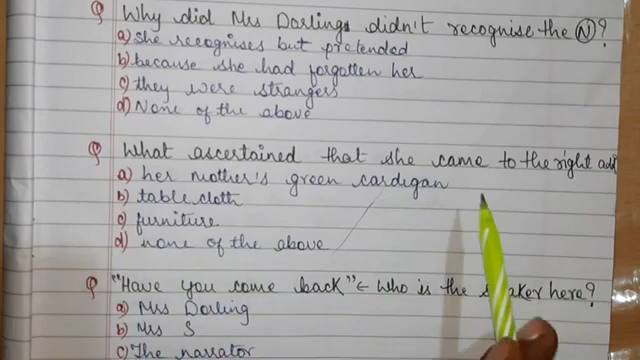 Q Why did Mrs Dorlings didn't recognise the Ⓝ?
a) she recognises but pretended
b) because she had forgotten her
c) they were strangers
d) None of the above
Q What ascertained that she came to the right
a) her mother's green cardigan
b) table cloth
c) furniture
d) none of the above
Q "Have you come back" ← Who is the speaker here?
a) Mrs Dorling
b) Mrs S
c) The narrator